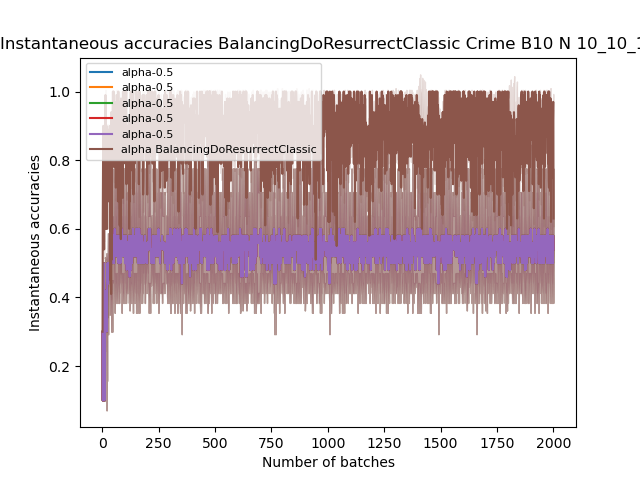 Instantaneous accuracies BalancingDoResurrectClassic Crime B10 N 10_10_1
alpha-0.5
alpha-0.5
alpha-0.5
alpha-0.5
alpha-0.5
alpha BalancingDoResurrectClassic
1.0
0.8
0.6
0.4
0.2
Instantaneous accuracies
0 250 500 750 1000 1250 1500 1750 2000
Number of batches